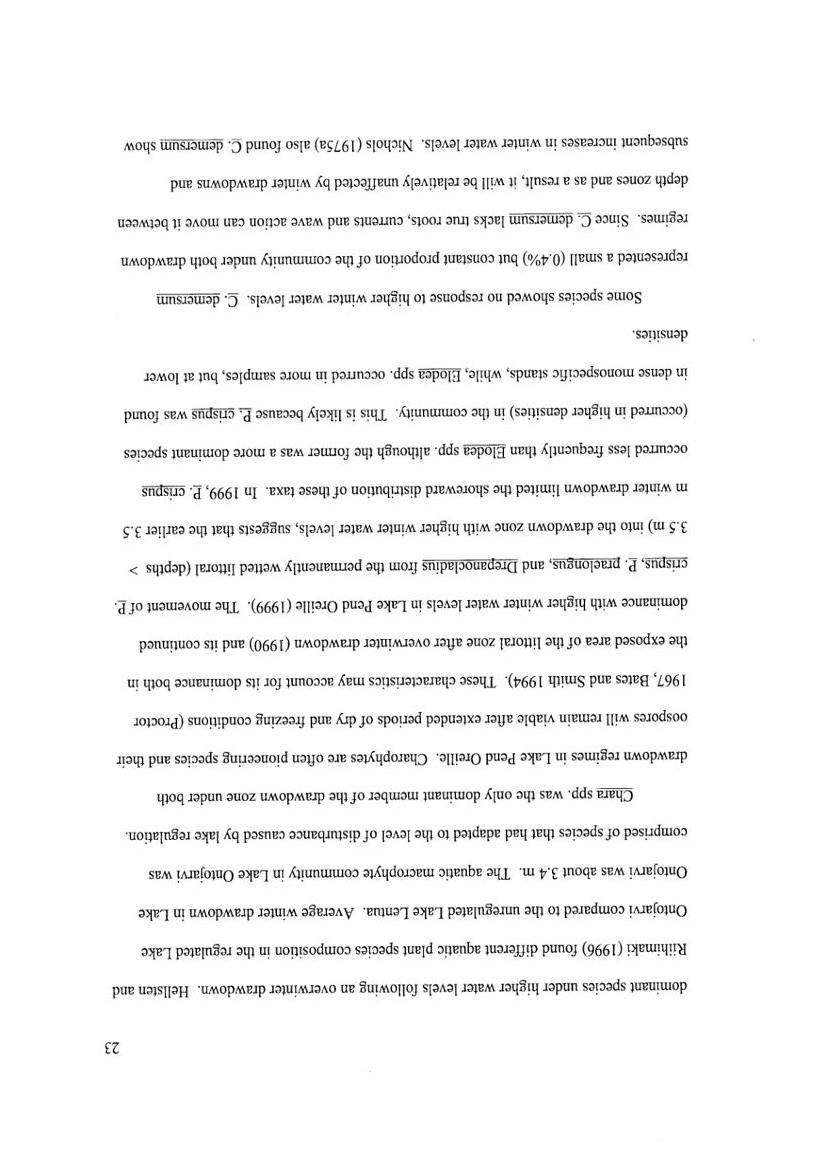 23
dominant species under higher water levels following an overwinter drawdown. Hellsten and
Riihimaki (1996) found different aquatic plant species composition in the regulated Lake
Ontojarvi compared to the unregulated Lake Lentua. Average winter drawdown in Lake
Ontojarvi was about 3.4 m. The aquatic macrophyte community in Lake Ontojarvi was
comprised of species that had adapted to the level of disturbance caused by lake regulation.
Chara spp. was the only dominant member of the drawdown zone under both
drawdown regimes in Lake Pend Oreille. Charophytes are often pioneering species and their
oospores will remain viable after extended periods of dry and freezing conditions (Proctor
1967, Bates and Smith 1994). These characteristics may account for its dominance both in
the exposed area of the littoral zone after overwinter drawdown (1990) and its continued
dominance with higher winter water levels in Lake Pend Oreille (1999). The movement of P.
crispus, P. praelongus, and Drepanocladius from the permanently wetted littoral (depths >
3.5 m) into the drawdown zone with higher winter water levels, suggests that the earlier 3.5
m winter drawdown limited the shoreward distribution of these taxa. In 1999, P. crispus
occurred less frequently than Elodea spp. although the former was a more dominant species
(occurred in higher densities) in the community. This is likely because P. crispus was found
in dense monospecific stands, while, Elodea spp. occurred in more samples, but at lower
densities.
Some species showed no response to higher winter water levels. C. demersum
represented a small (0.4%) but constant proportion of the community under both drawdown
regimes. Since C. demersum lacks true roots, currents and wave action can move it between
depth zones and as a result, it will be relatively unaffected by winter drawdowns and
subsequent increases in winter water levels. Nichols (1975a) also found C. demersum show